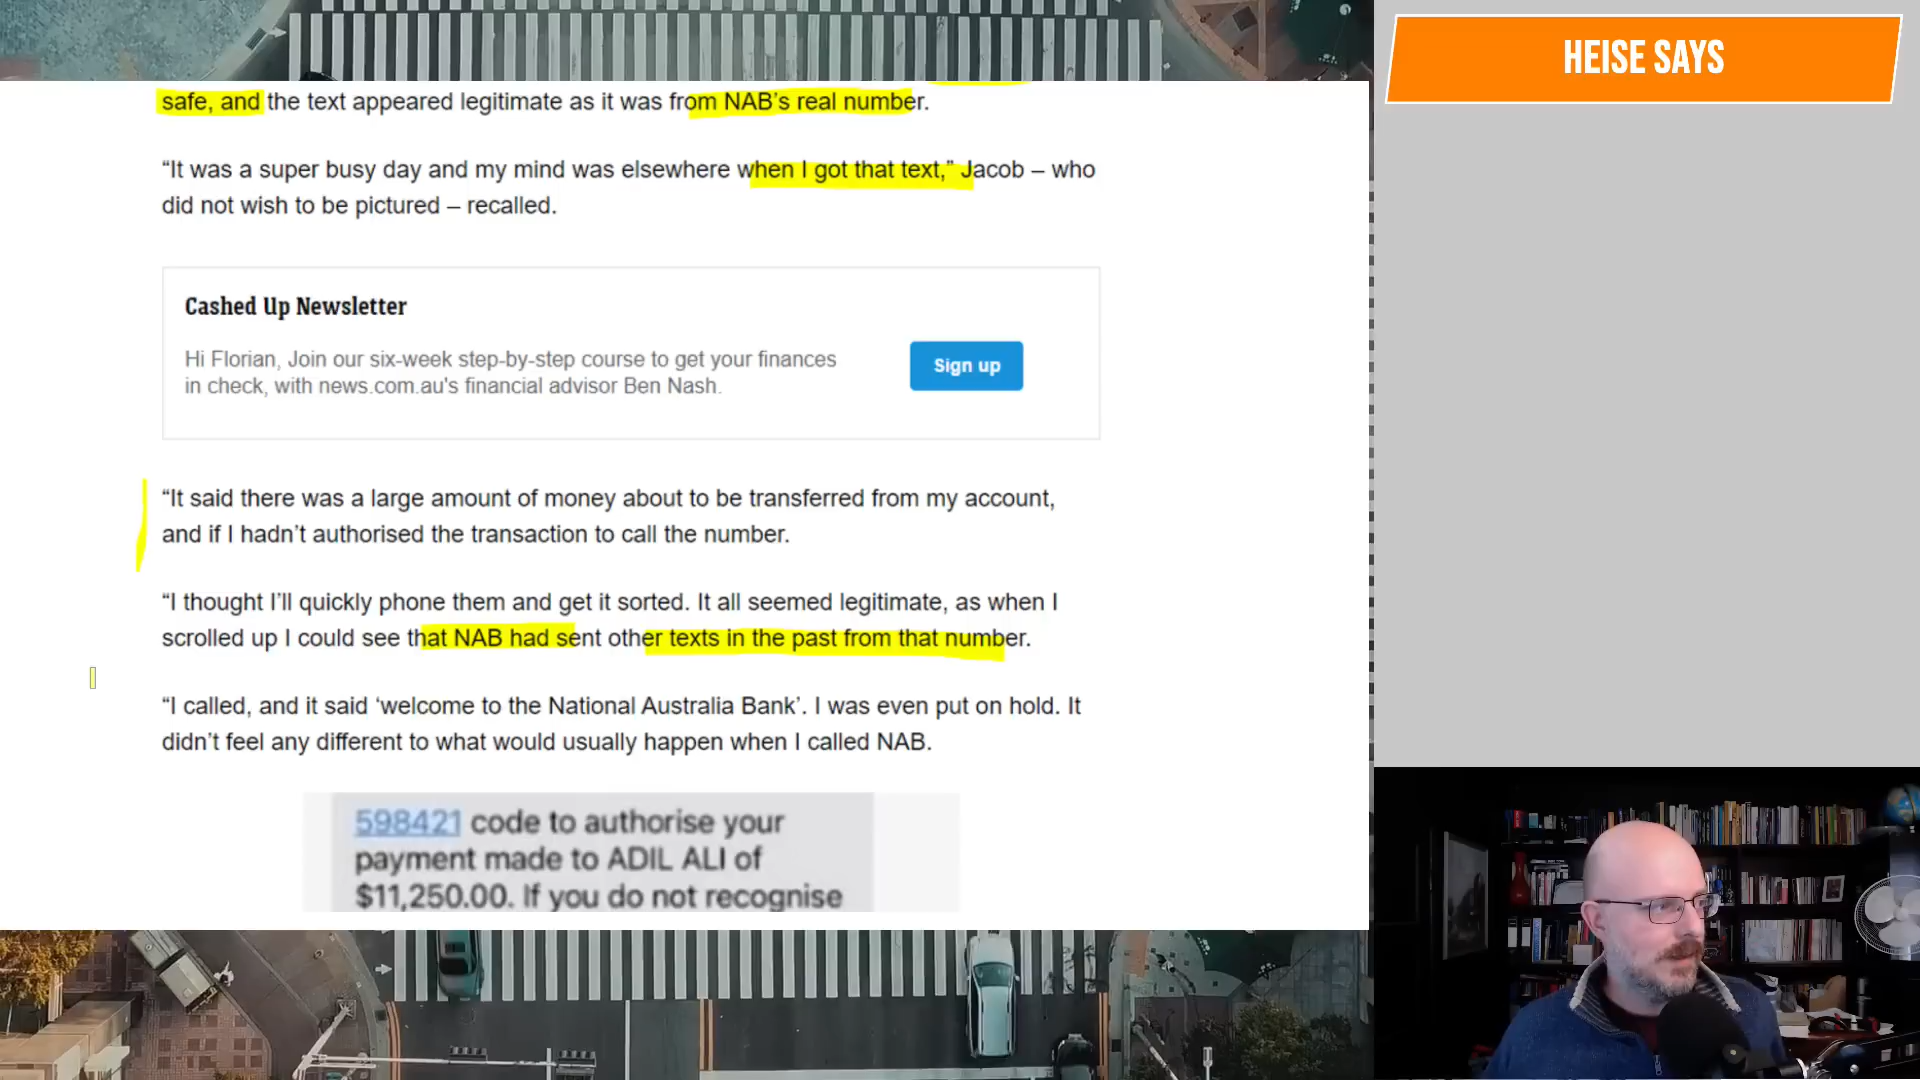 HEISE SAYS
safe, and the text appeared legitimate as it was from NAB’s real number.
“It was a super busy day and my mind was elsewhere when I got that text,” Jacob – who
did not wish to be pictured – recalled.
Cashed Up Newsletter
Hi Florian, Join our six-week step-by-step course to get your finances
in check, with news.com.au's financial advisor Ben Nash.
Sign up
“It said there was a large amount of money about to be transferred from my account,
and if I hadn’t authorised the transaction to call the number.
“I thought I’ll quickly phone them and get it sorted. It all seemed legitimate, as when I
scrolled up I could see that NAB had sent other texts in the past from that number.
“I called, and it said ‘welcome to the National Australia Bank’. I was even put on hold. It
didn’t feel any different to what would usually happen when I called NAB.
598421 code to authorise your
payment made to ADIL ALI of
$11,250.00. If you do not recognise